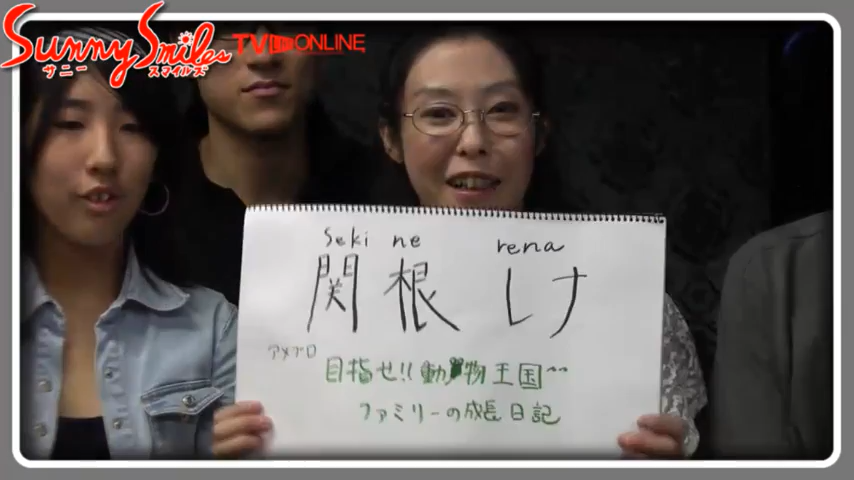 Sunny Smiles
サニー スマイルズ
TV ONLINE
Seki ne rena
関根 レナ
アメブロ
目指せ!!動物王国〜
ファミリーの成長日記